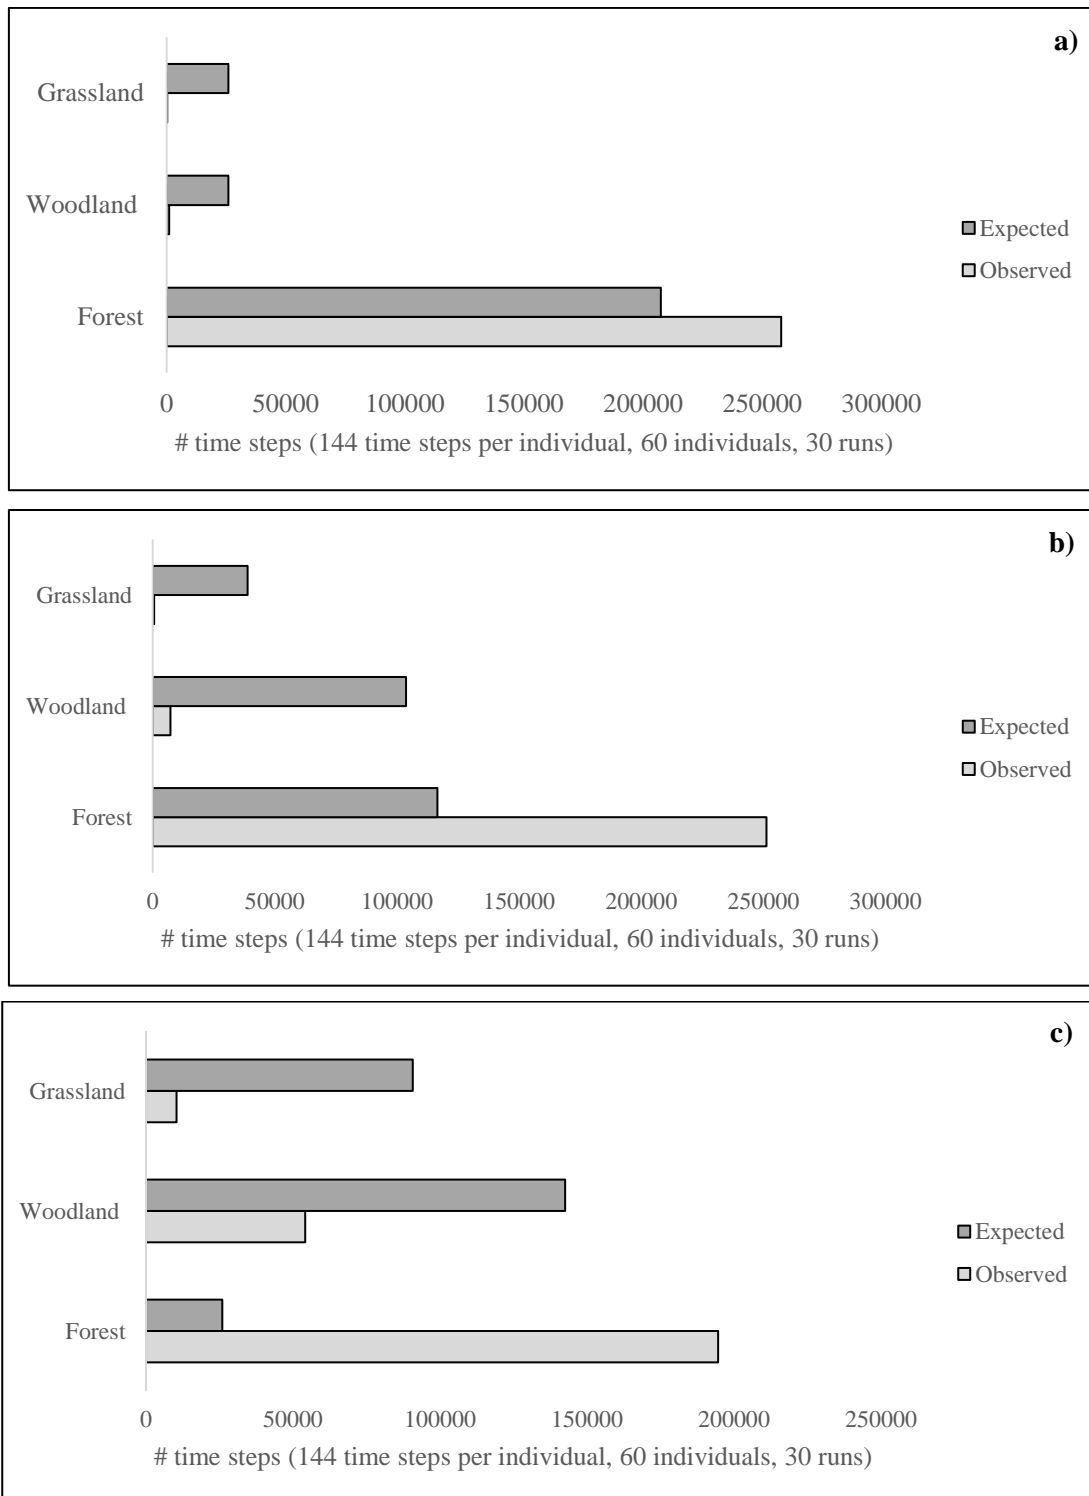 a)
Grassland
Woodland
Forest
Expected
Observed
0 50000 100000 150000 200000 250000 300000
# time steps (144 time steps per individual, 60 individuals, 30 runs)
b)
Grassland
Woodland
Forest
Expected
Observed
0 50000 100000 150000 200000 250000 300000
# time steps (144 time steps per individual, 60 individuals, 30 runs)
c)
Grassland
Woodland
Forest
Expected
Observed
0 50000 100000 150000 200000 250000
# time steps (144 time steps per individual, 60 individuals, 30 runs)